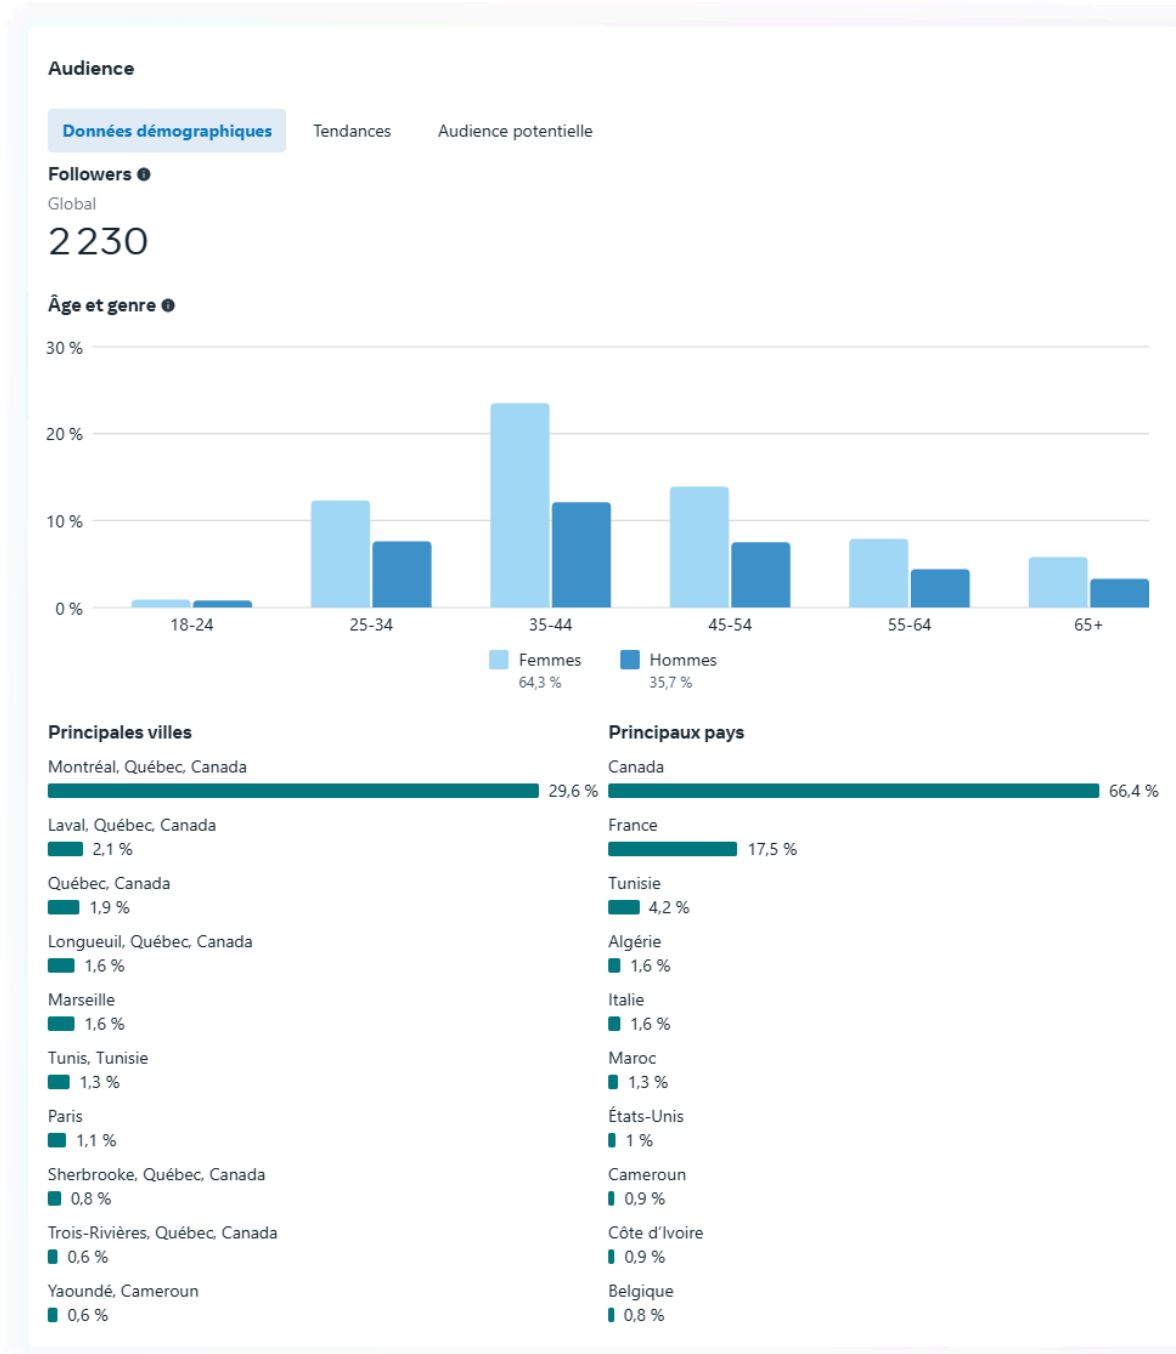 Audience
Données démographiques Tendances Audience potentielle
Followers
Global
2 230
Âge et genre
30 %
20 %
10 %
0 %
18-24 25-34 35-44 45-54 55-64 65+
Femmes Hommes
64,3 % 35,7 %
Principales villes
Montréal, Québec, Canada
29,6 %
Laval, Québec, Canada
2,1 %
Québec, Canada
1,9 %
Longueuil, Québec, Canada
1,6 %
Marseille
1,6 %
Tunis, Tunisie
1,3 %
Paris
1,1 %
Sherbrooke, Québec, Canada
0,8 %
Trois-Rivières, Québec, Canada
0,6 %
Yaoundé, Cameroun
0,6 %
Principaux pays
Canada
66,4 %
France
17,5 %
Tunisie
4,2 %
Algérie
1,6 %
Italie
1,6 %
Maroc
1,3 %
États-Unis
1 %
Cameroun
0,9 %
Côte d’Ivoire
0,9 %
Belgique
0,8 %